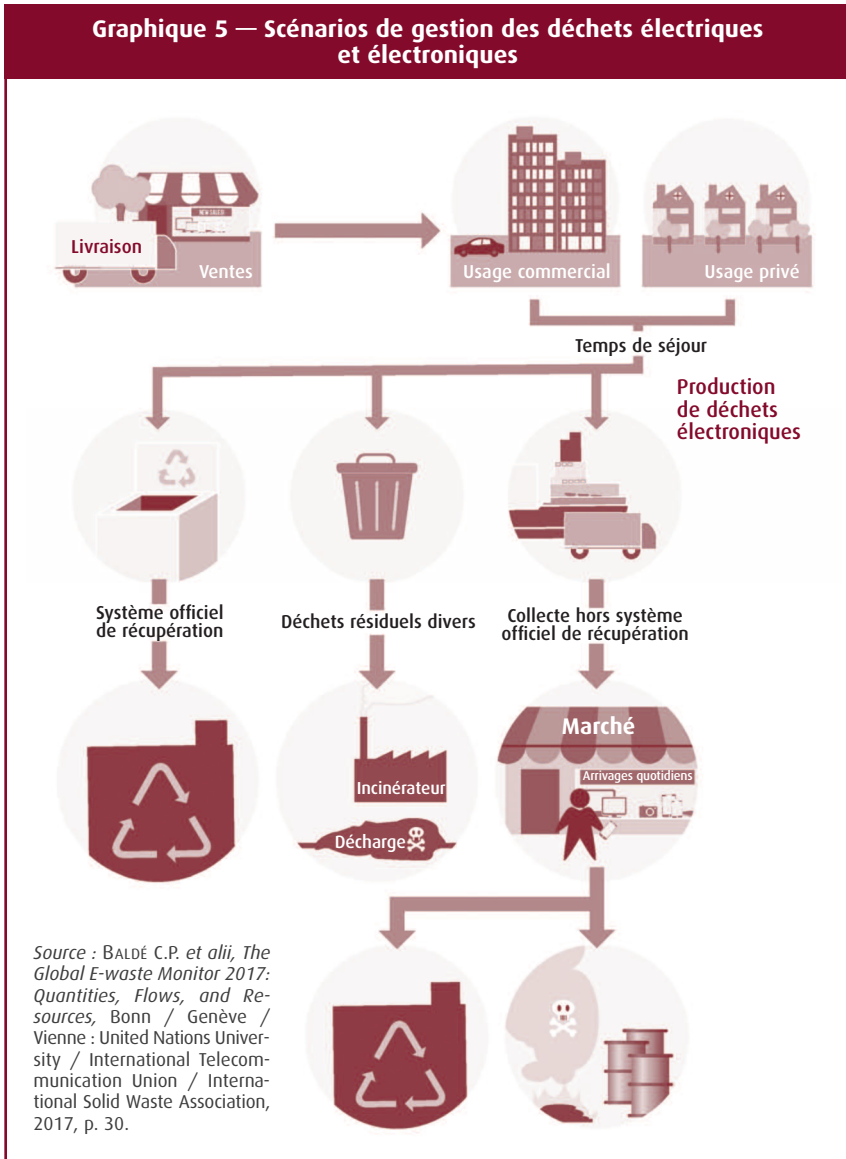 Graphique 5 — Scénarios de gestion des déchets électriques
et électroniques
NEW SALES!
Livraison
Ventes
Usage commercial
Usage privé
Temps de séjour
Production
de déchets
électroniques
Système officiel
de récupération
Déchets résiduels divers
Collecte hors système
officiel de récupération
Incinérateur
Décharge
Marché
Arrivages quotidiens
Source : BALDÉ C.P. et alii, The
Global E-waste Monitor 2017:
Quantities, Flows, and Re-
sources, Bonn / Genève /
Vienne : United Nations Univer-
sity / International Telecom-
munication Union / Interna-
tional Solid Waste Association,
2017, p. 30.